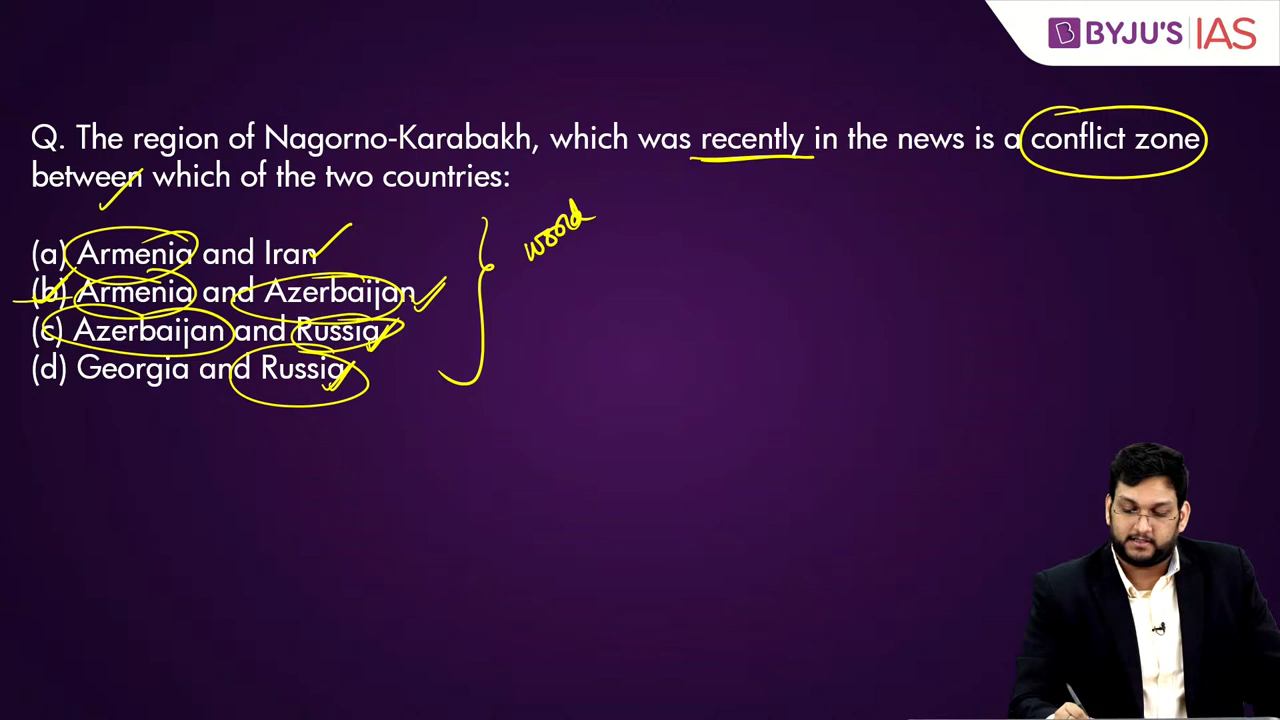 BYJU'S IAS
Q. The region of Nagorno-Karabakh, which was recently in the news is a conflict zone
between which of the two countries:
(a) Armenia and Iran
(b) Armenia and Azerbaijan
(c) Azerbaijan and Russia
(d) Georgia and Russia
word